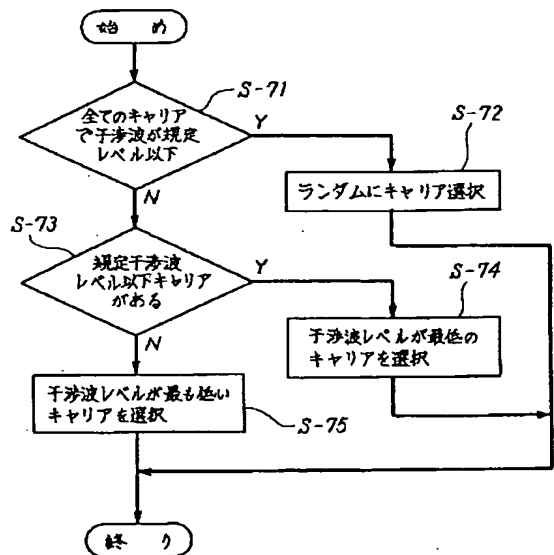 始 め
S-71
全てのキャリア
で干渉波が規定
レベル以下
Y
S-72
ランダムにキャリア選択
N
S-73
規定干渉波
レベル以下キャリア
がある
Y
S-74
干渉波レベルが最低の
キャリアを選択
N
干渉波レベルが最も低い
キャリアを選択
S-75
終 り